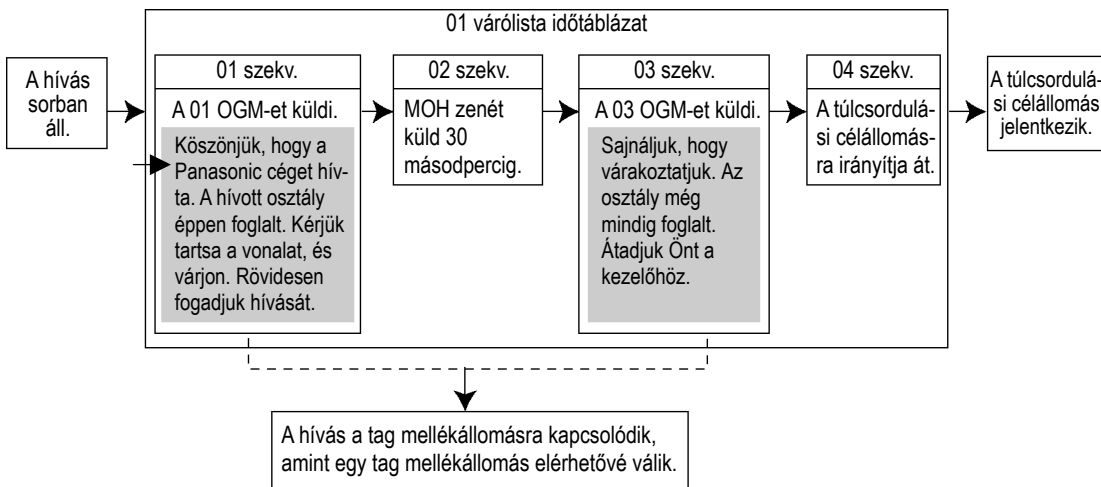 01 várólista időtáblázat
A hívás
sorban
áll.
01 szekv.
A 01 OGM-et küldi.
Köszönjük, hogy a
Panasonic céget hív-
ta. A hívott osztály
éppen foglalt. Kérjük
tartsa a vonalat, és
várjon. Rövidesen
fogadjuk hívását.
02 szekv.
MOH zenét
küld 30
másodpercig.
03 szekv.
A 03 OGM-et küldi.
Sajnáljuk, hogy
várakoztatjuk. Az
osztály még
mindig foglalt.
Átadjuk Önt a
kezelőhöz.
04 szekv.
A túlcsordulá-
si célállomás-
ra irányítja át.
A túlcsordulá-
si célállomás
jelentkezik.
A hívás a tag mellékállomásra kapcsolódik,
amint egy tag mellékállomás elérhetővé válik.